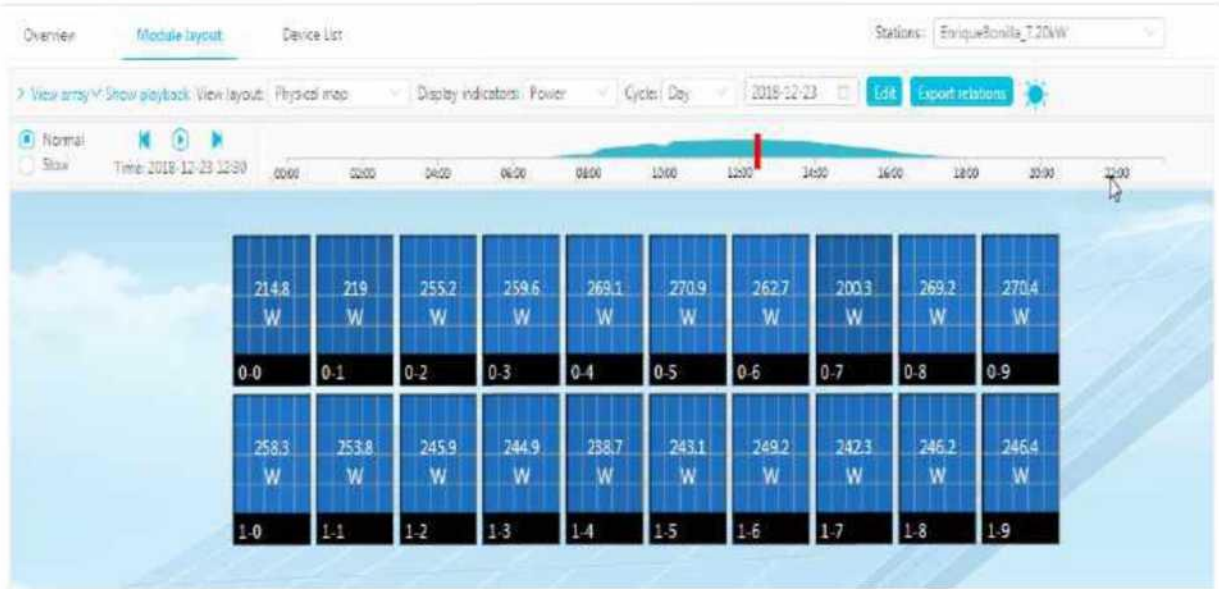 Overview Module layout Device List Stations: EnriqueBonilla_7.20kW
View array Show playback View layout: Physical map Display indicators: Power Cycle: Day 2018-12-23 Edit Export relations
Normal
Slow Time: 2018-12-23 12:30 00:00 02:00 04:00 06:00 08:00 10:00 12:00 14:00 16:00 18:00 20:00 22:00
214.8 219 255.2 259.6 269.1 270.9 262.7 200.3 269.2 270.4
W W W W W W W W W W
0-0 0-1 0-2 0-3 0-4 0-5 0-6 0-7 0-8 0-9
258.3 253.8 245.9 244.9 238.7 243.1 249.2 242.3 246.2 246.4
W W W W W W W W W W
1-0 1-1 1-2 1-3 1-4 1-5 1-6 1-7 1-8 1-9